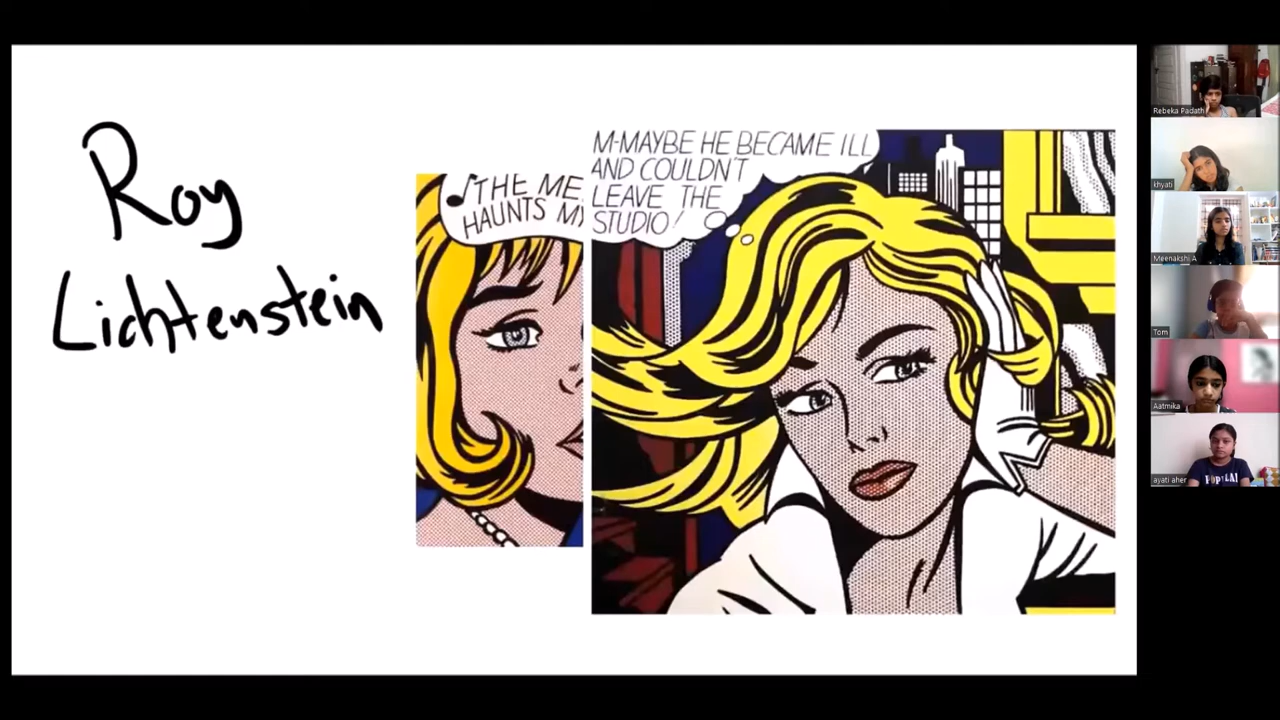 Roy
Lichtenstein
♪THE ME
HAUNTS MY
M-MAYBE HE BECAME ILL
AND COULDN'T
LEAVE THE
STUDIO!
Rebeka Padath
khyati
Meenakshi A
Tom
Aatmika
ayati aher